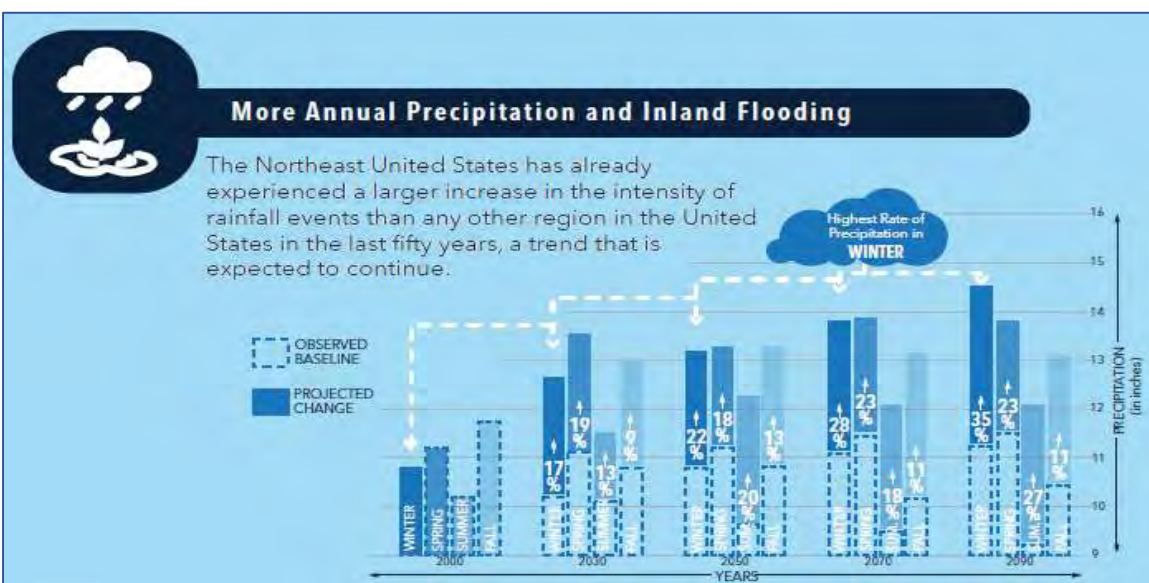 More Annual Precipitation and Inland Flooding
The Northeast United States has already
experienced a larger increase in the intensity of
rainfall events than any other region in the United
States in the last fifty years, a trend that is
expected to continue.
Highest Rate of
Precipitation in
WINTER
OBSERVED
BASELINE
PROJECTED
CHANGE
16
15
14
13
12
11
10
9
PRECIPITATION
(in inches)
17
%
19
%
13
%
9
%
22
%
18
%
20
%
13
%
28
%
23
%
18
%
11
%
35
%
23
%
27
%
11
%
WINTER
SPRING
SUMMER
FALL
WINTER
SPRING
SUMMER
FALL
WINTER
SPRING
SUM.
FALL
WINTER
SPRING
SUM.
FALL
WINTER
SPRING
SUM.
FALL
2000
2030
2050
2070
2090
YEARS